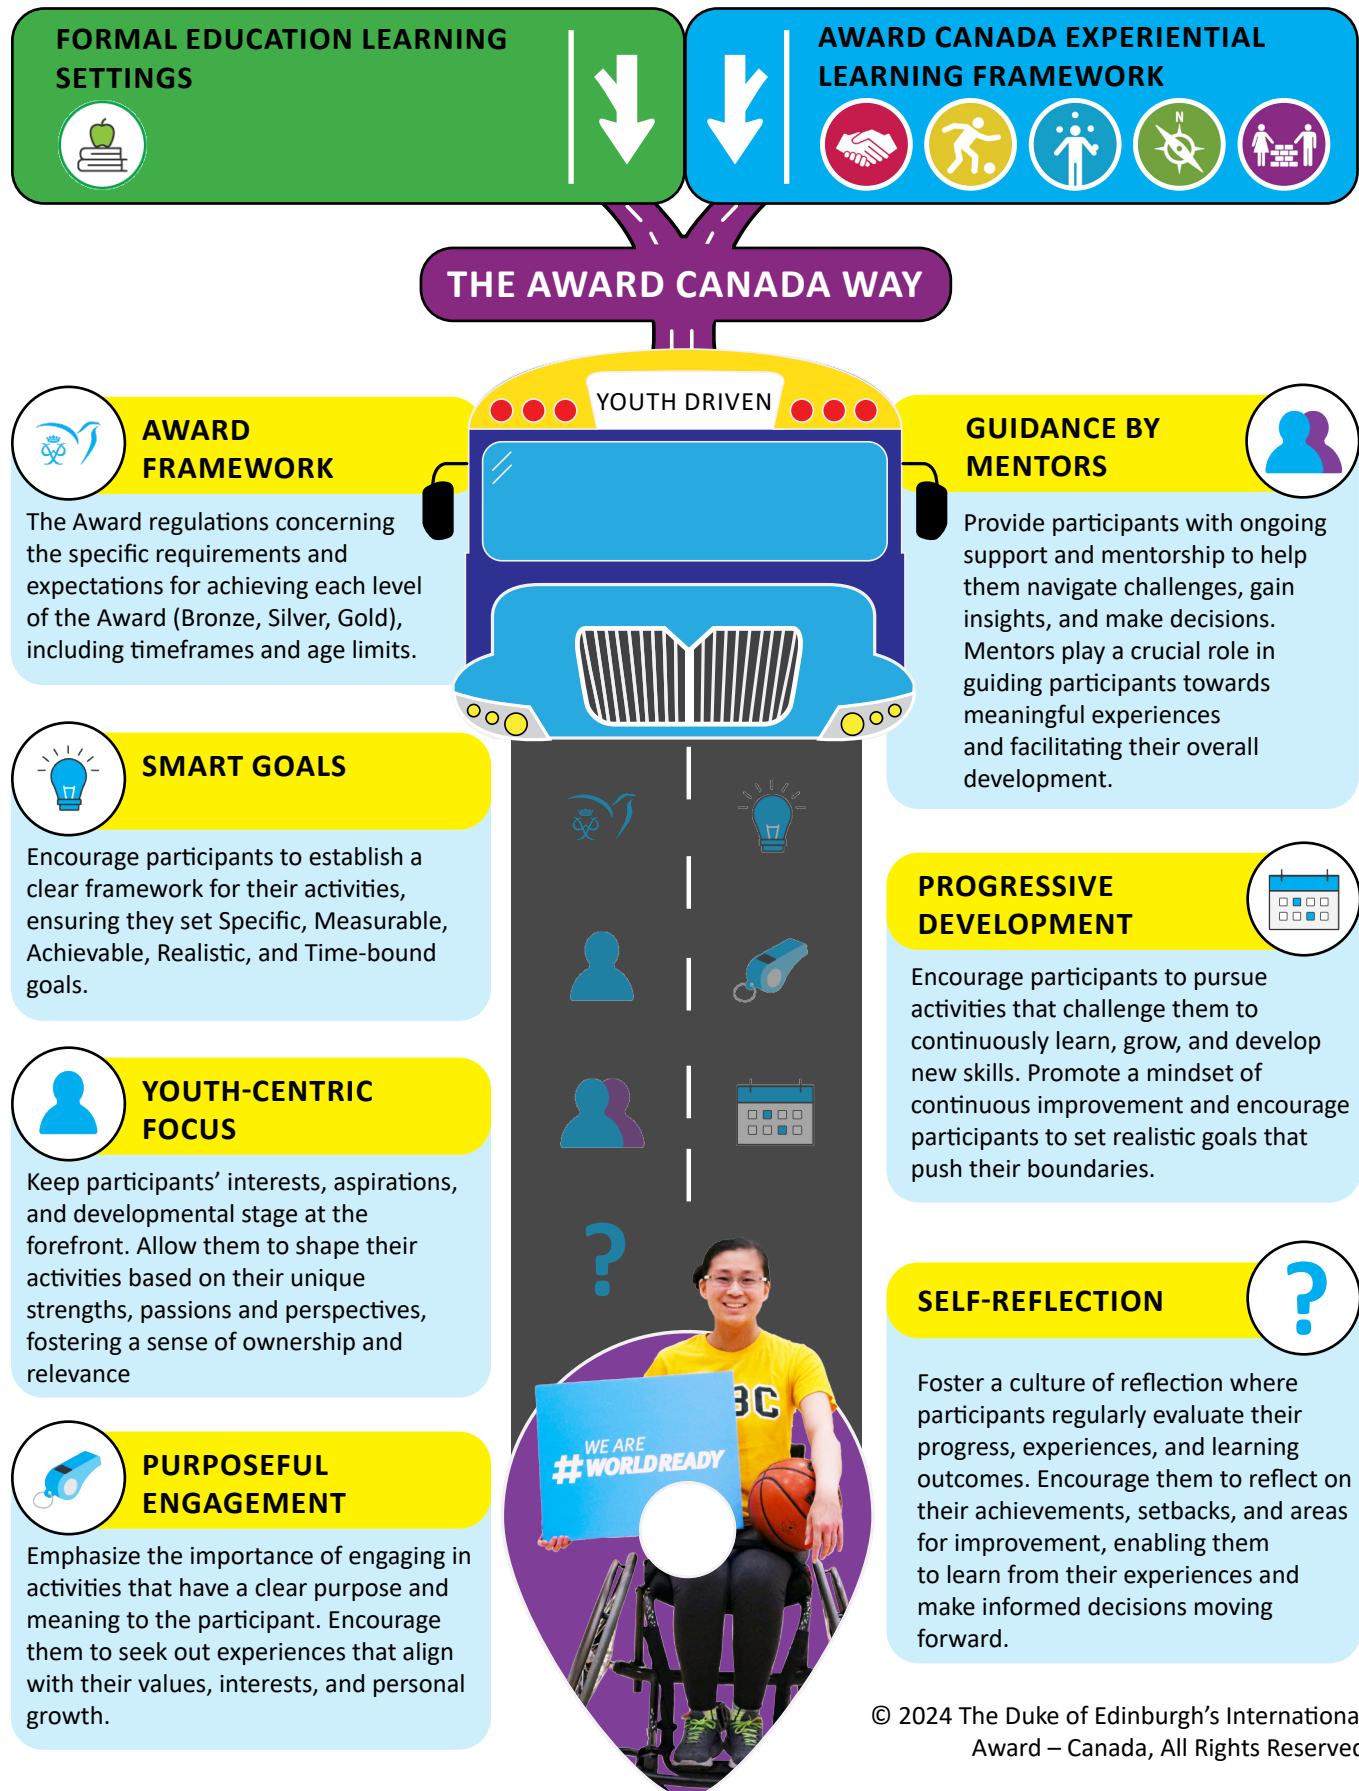 FORMAL EDUCATION LEARNING
SETTINGS
AWARD CANADA EXPERIENTIAL
LEARNING FRAMEWORK
N
THE AWARD CANADA WAY
YOUTH DRIVEN
AWARD
FRAMEWORK
The Award regulations concerning
the specific requirements and
expectations for achieving each level
of the Award (Bronze, Silver, Gold),
including timeframes and age limits.
SMART GOALS
Encourage participants to establish a
clear framework for their activities,
ensuring they set Specific, Measurable,
Achievable, Realistic, and Time-bound
goals.
YOUTH-CENTRIC
FOCUS
Keep participants’ interests, aspirations,
and developmental stage at the
forefront. Allow them to shape their
activities based on their unique
strengths, passions and perspectives,
fostering a sense of ownership and
relevance
PURPOSEFUL
ENGAGEMENT
Emphasize the importance of engaging in
activities that have a clear purpose and
meaning to the participant. Encourage
them to seek out experiences that align
with their values, interests, and personal
growth.
GUIDANCE BY
MENTORS
Provide participants with ongoing
support and mentorship to help
them navigate challenges, gain
insights, and make decisions.
Mentors play a crucial role in
guiding participants towards
meaningful experiences
and facilitating their overall
development.
PROGRESSIVE
DEVELOPMENT
Encourage participants to pursue
activities that challenge them to
continuously learn, grow, and develop
new skills. Promote a mindset of
continuous improvement and encourage
participants to set realistic goals that
push their boundaries.
SELF-REFLECTION
?
Foster a culture of reflection where
participants regularly evaluate their
progress, experiences, and learning
outcomes. Encourage them to reflect on
their achievements, setbacks, and areas
for improvement, enabling them
to learn from their experiences and
make informed decisions moving
forward.
?
BC
WE ARE
#WORLDREADY
© 2024 The Duke of Edinburgh’s Internationa
Award – Canada, All Rights Reserved